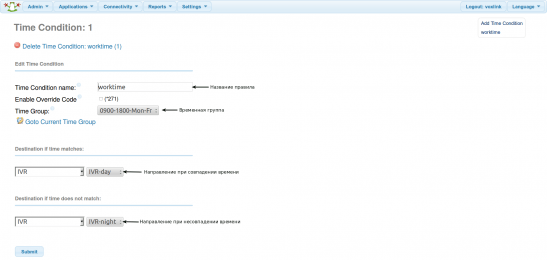 Admin Applications Connectivity Reports Settings Logout: voxlink Language
Time Condition: 1
Add Time Condition
worktime
Delete Time Condition: worktime (1)
Edit Time Condition
Time Condition name: worktime Название правила
Enable Override Code (*271)
Time Group: 0900-1800-Mon-Fr Временная группа
Goto Current Time Group
Destination if time matches:
IVR IVR-day Направление при совпадении времени
Destination if time does not match:
IVR IVR-night Направление при несовпадении времени
Submit